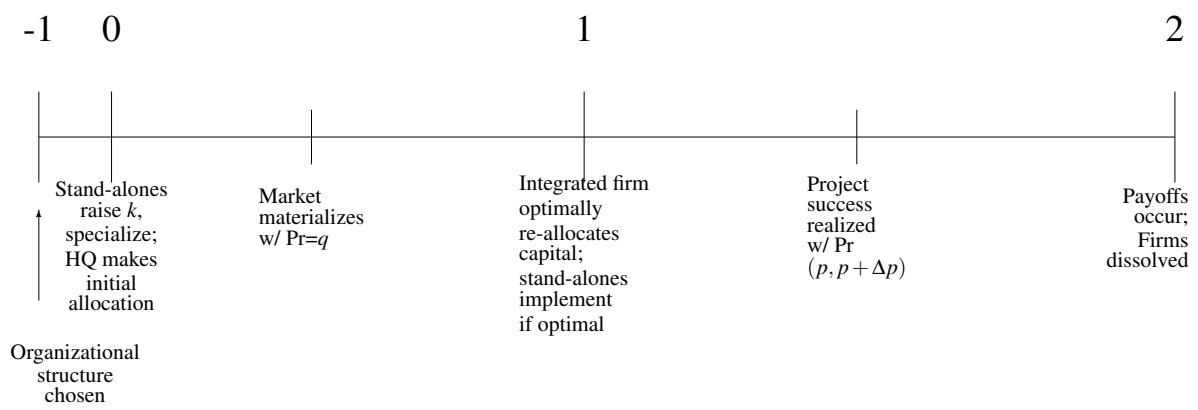 -1 0 1 2
Stand-alones
raise k,
specialize;
HQ makes
initial
allocation
Market
materializes
w/ Pr=q
Integrated firm
optimally
re-allocates
capital;
stand-alones
implement
if optimal
Project
success
realized
w/ Pr
(p, p + Δp)
Payoffs
occur;
Firms
dissolved
Organizational
structure
chosen